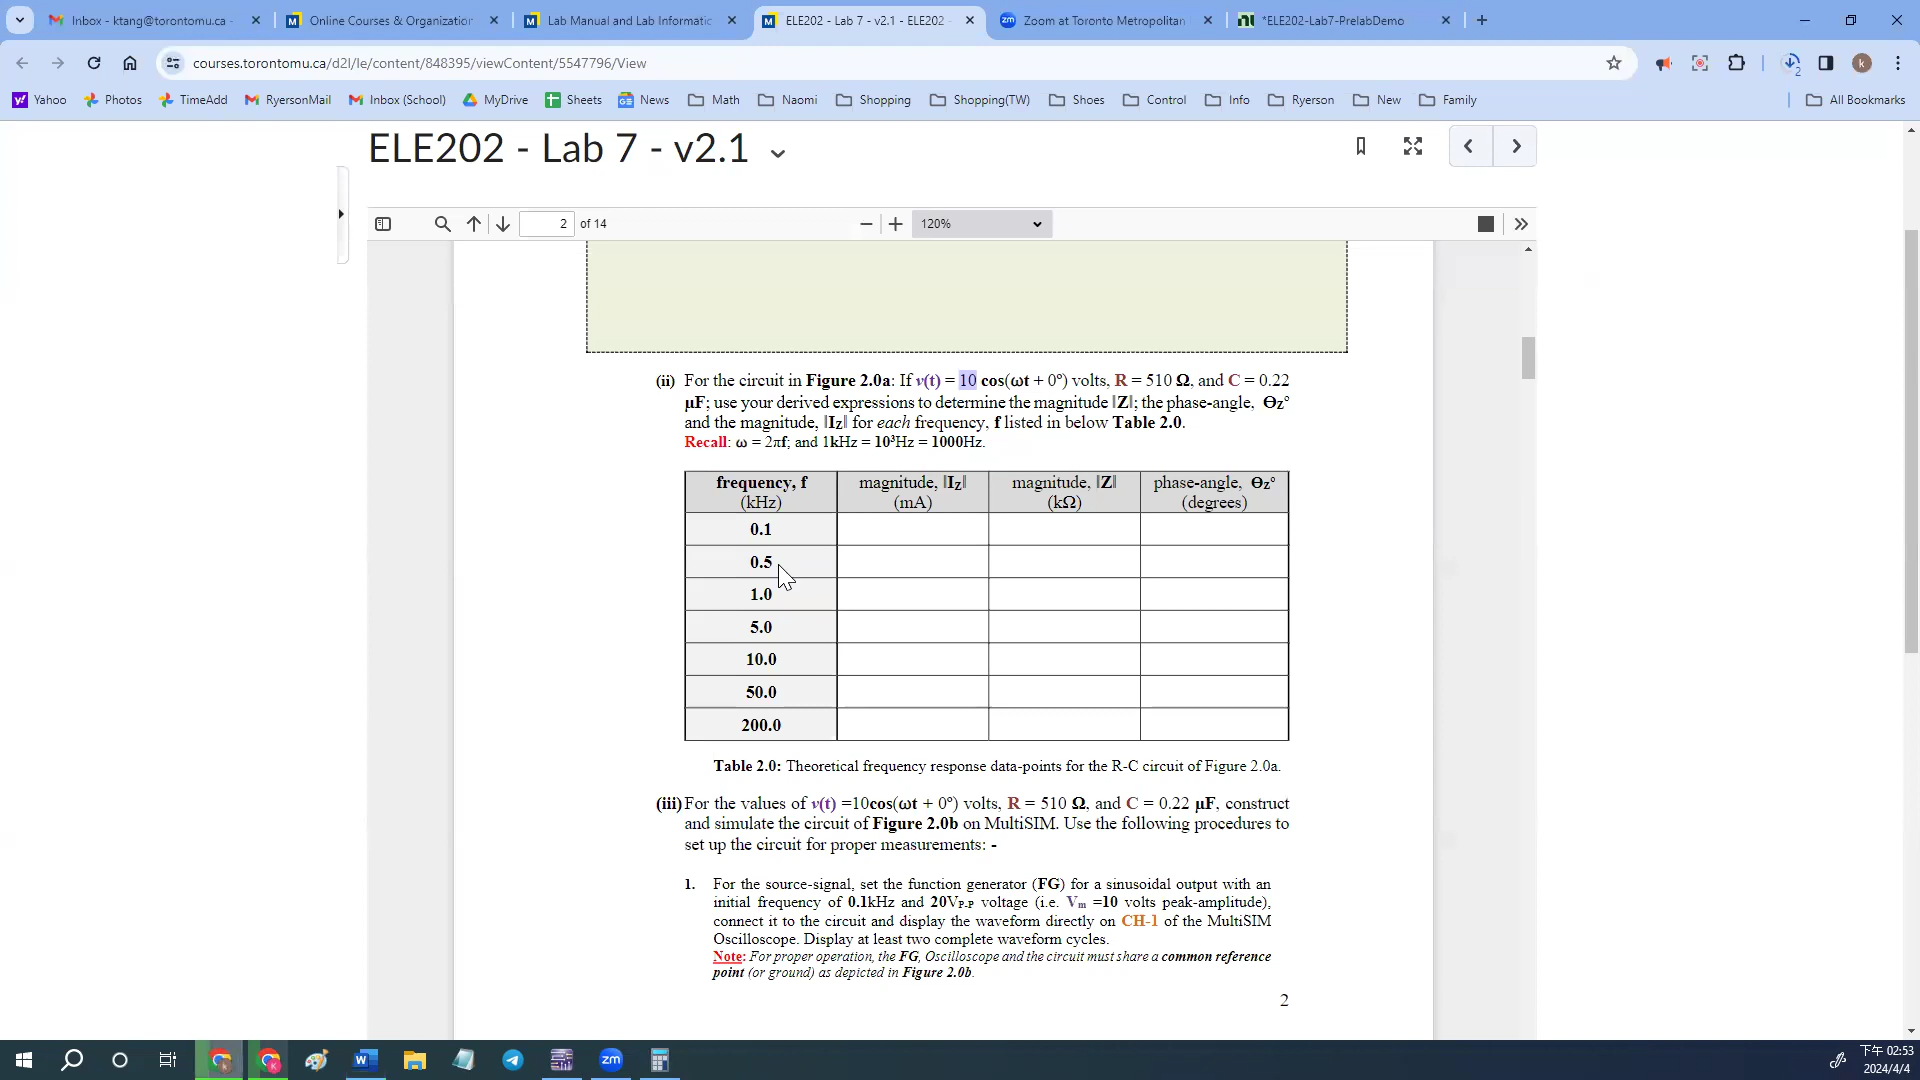 Inbox - ktang@torontomu.ca -
Online Courses & Organization
Lab Manual and Lab Informatic
ELE202 - Lab 7 - v2.1 - ELE202 -
Zoom at Toronto Metropolitan
*ELE202-Lab7-PrelabDemo
courses.torontomu.ca/d2l/le/content/848395/viewContent/5547796/View
Yahoo Photos TimeAdd RyersonMail Inbox (School) MyDrive Sheets News Math Naomi Shopping Shopping(TW) Shoes Control Info Ryerson New Family All Bookmarks
ELE202 - Lab 7 - v2.1
2 of 14 120%
(ii) For the circuit in Figure 2.0a: If v(t) = 10 cos(ωt + 0º) volts, R = 510 Ω, and C = 0.22
µF; use your derived expressions to determine the magnitude |Z|; the phase-angle, ϴZº
and the magnitude, |IZ| for each frequency, f listed in below Table 2.0.
Recall: ω = 2πf; and 1kHz = 10³Hz = 1000Hz.
frequency, f (kHz) magnitude, |IZ| (mA) magnitude, |Z| (kΩ) phase-angle, ϴZº (degrees)
0.1
0.5
1.0
5.0
10.0
50.0
200.0
Table 2.0: Theoretical frequency response data-points for the R-C circuit of Figure 2.0a.
(iii) For the values of v(t) =10cos(ωt + 0º) volts, R = 510 Ω, and C = 0.22 µF, construct
and simulate the circuit of Figure 2.0b on MultiSIM. Use the following procedures to
set up the circuit for proper measurements: -
1. For the source-signal, set the function generator (FG) for a sinusoidal output with an
initial frequency of 0.1kHz and 20VP-P voltage (i.e. Vm =10 volts peak-amplitude),
connect it to the circuit and display the waveform directly on CH-1 of the MultiSIM
Oscilloscope. Display at least two complete waveform cycles.
Note: For proper operation, the FG, Oscilloscope and the circuit must share a common reference
point (or ground) as depicted in Figure 2.0b.
2
下午 02:53
2024/4/4